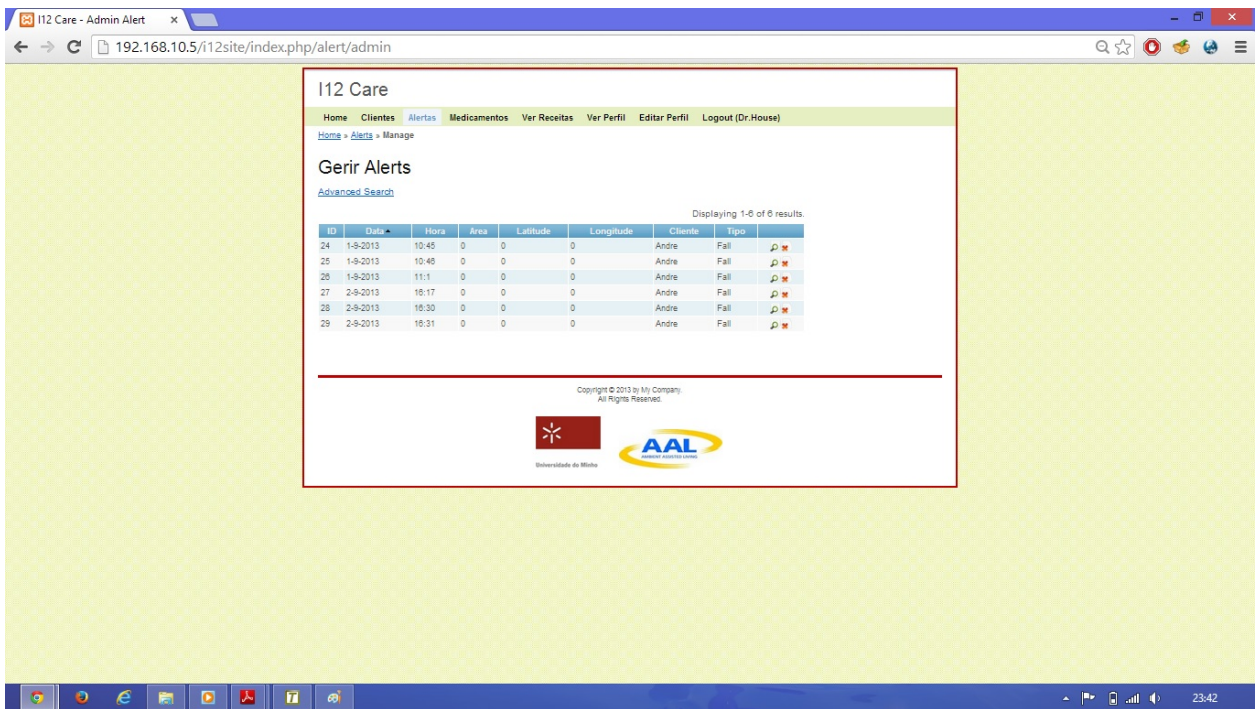 I12 Care - Admin Alert
192.168.10.5/i12site/index.php/alert/admin
I12 Care
Home Clientes Alertas Medicamentos Ver Receitas Ver Perfil Editar Perfil Logout (Dr.House)
Home » Alerts » Manage
Gerir Alerts
Advanced Search
Displaying 1-6 of 6 results.
ID Data Hora Area Latitude Longitude Cliente Tipo
24 1-9-2013 10:45 0 0 0 Andre Fall
25 1-9-2013 10:46 0 0 0 Andre Fall
26 1-9-2013 11:1 0 0 0 Andre Fall
27 2-9-2013 16:17 0 0 0 Andre Fall
28 2-9-2013 16:30 0 0 0 Andre Fall
29 2-9-2013 16:31 0 0 0 Andre Fall
Copyright © 2013 by My Company.
All Rights Reserved.
AAL
AMBIENT ASSISTED LIVING
Universidade do Minho
23:42